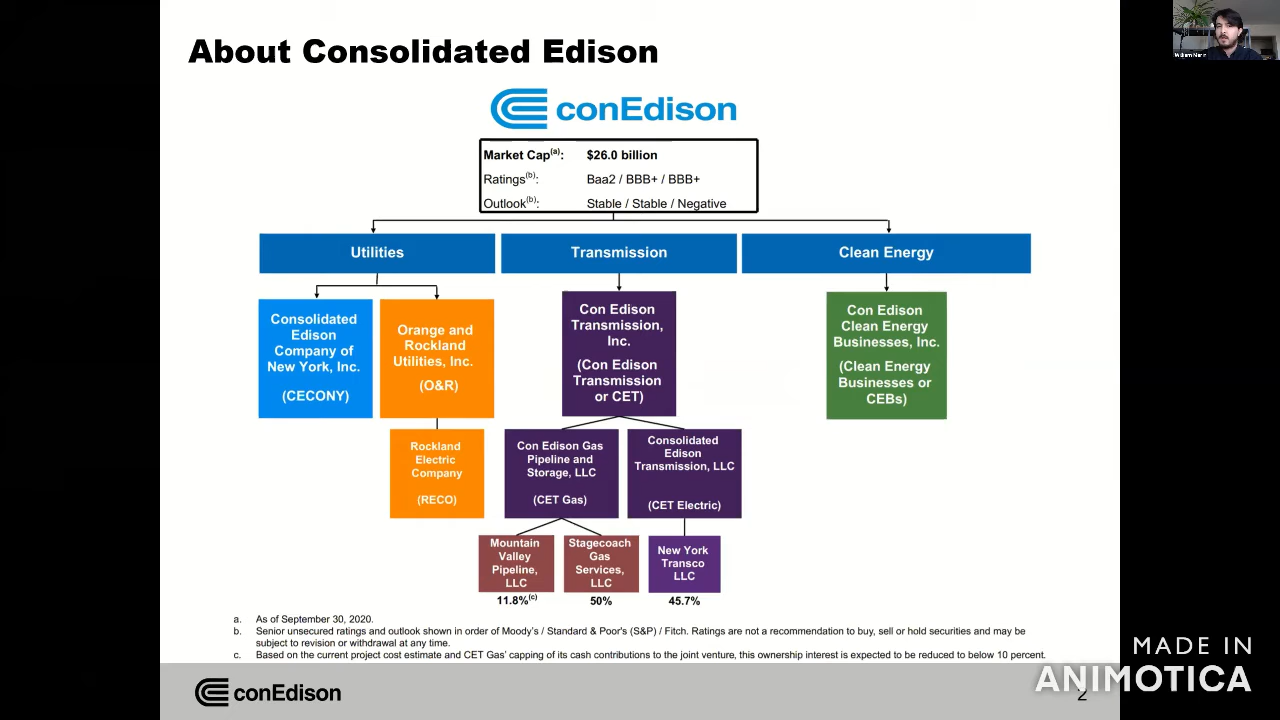 About Consolidated Edison
conEdison
Market Cap(a): $26.0 billion
Ratings(b): Baa2 / BBB+ / BBB+
Outlook(b): Stable / Stable / Negative
Utilities
Transmission
Clean Energy
Consolidated
Edison
Company of
New York, Inc.
(CECONY)
Orange and
Rockland
Utilities, Inc.
(O&R)
Con Edison
Transmission,
Inc.
(Con Edison
Transmission
or CET)
Con Edison
Clean Energy
Businesses, Inc.
(Clean Energy
Businesses or
CEBs)
Rockland
Electric
Company
(RECO)
Con Edison Gas
Pipeline and
Storage, LLC
(CET Gas)
Consolidated
Edison
Transmission, LLC
(CET Electric)
Mountain
Valley
Pipeline,
LLC
11.8%(c)
Stagecoach
Gas
Services,
LLC
50%
New York
Transco
LLC
45.7%
a. As of September 30, 2020.
b. Senior unsecured ratings and outlook shown in order of Moody's / Standard & Poor's (S&P) / Fitch. Ratings are not a recommendation to buy, sell or hold securities and may be
subject to revision or withdrawal at any time.
c. Based on the current project cost estimate and CET Gas' capping of its cash contributions to the joint venture, this ownership interest is expected to be reduced to below 10 percent.
conEdison
2
MADE IN
ANIMOTICA